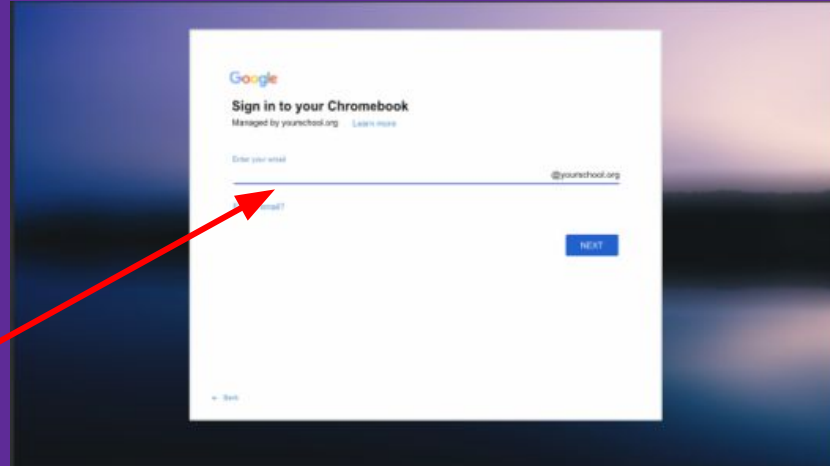 Google
Sign in to your Chromebook
Managed by yourschool.org Learn more
Enter your email
@yourschool.org
email?
NEXT
← Back